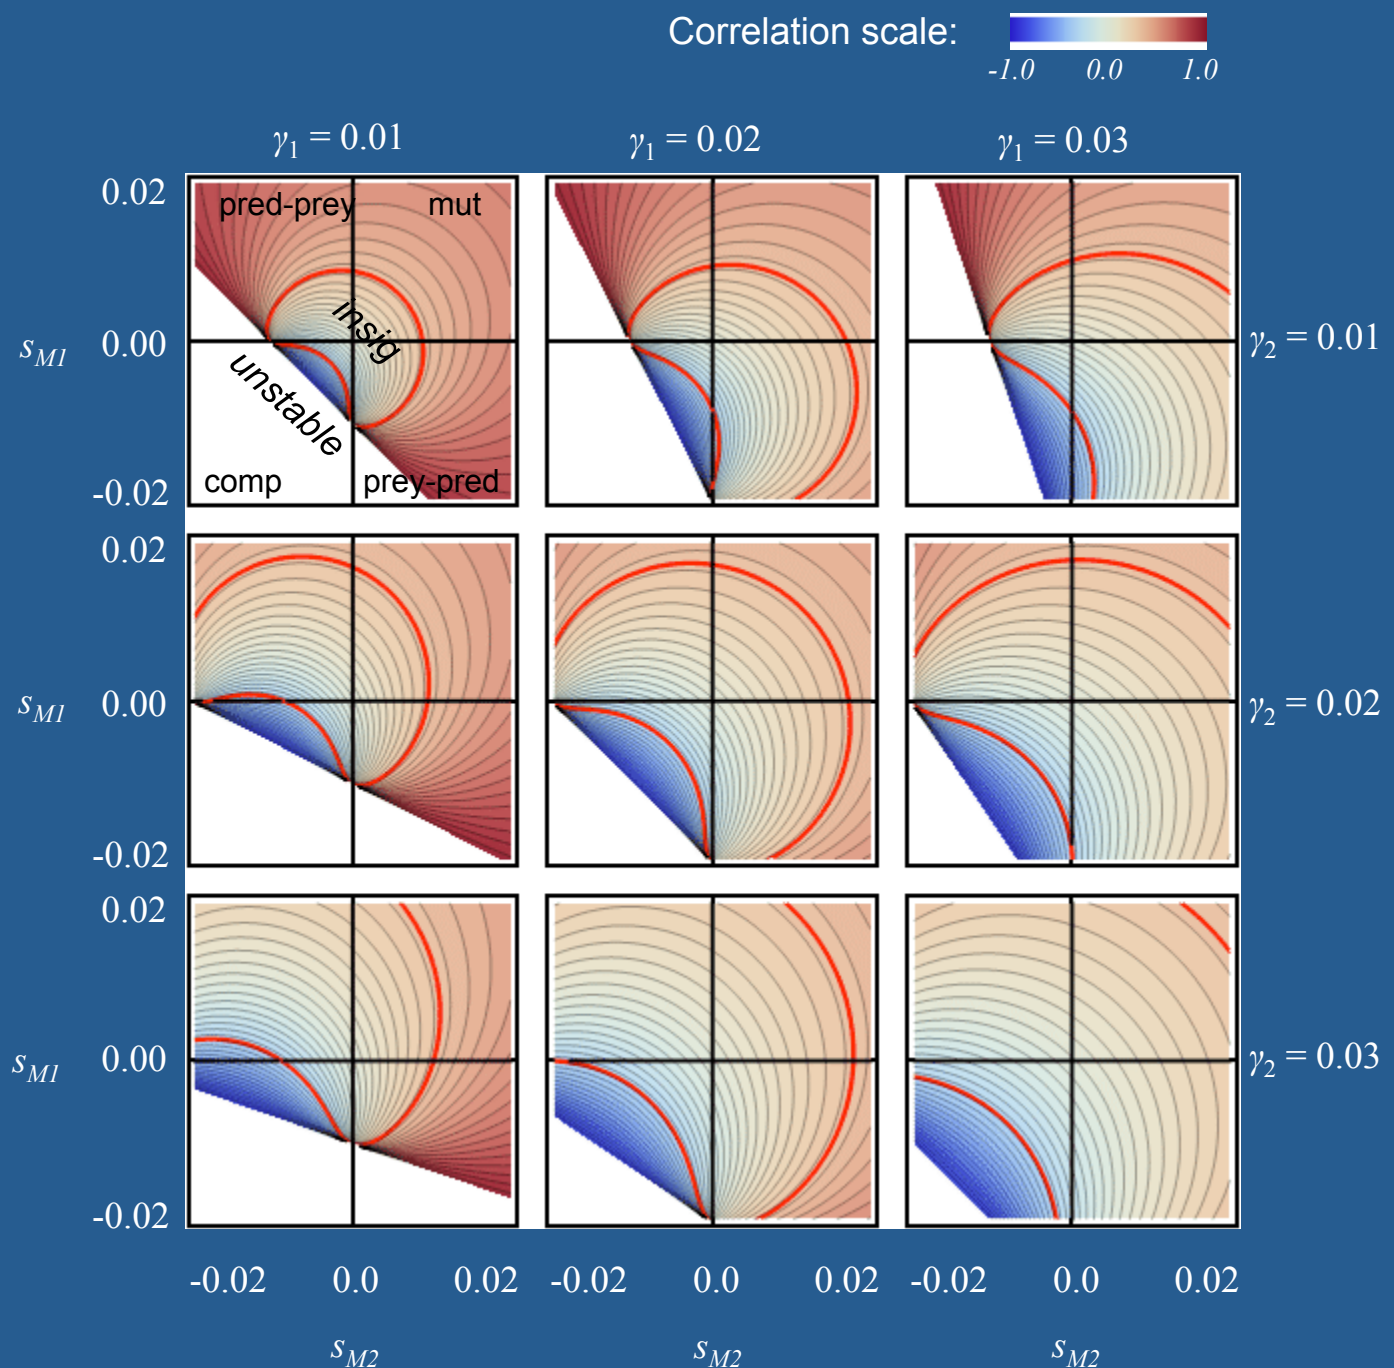 Correlation scale:
-1.0 0.0 1.0
γ1 = 0.01 γ1 = 0.02 γ1 = 0.03
0.02
pred-prey mut
insig
sM1 0.00
γ2 = 0.01
unstable
comp prey-pred
-0.02
0.02
sM1 0.00
γ2 = 0.02
-0.02
0.02
sM1 0.00
γ2 = 0.03
-0.02
-0.02 0.0 0.02 -0.02 0.0 0.02 -0.02 0.0 0.02
sM2 sM2 sM2